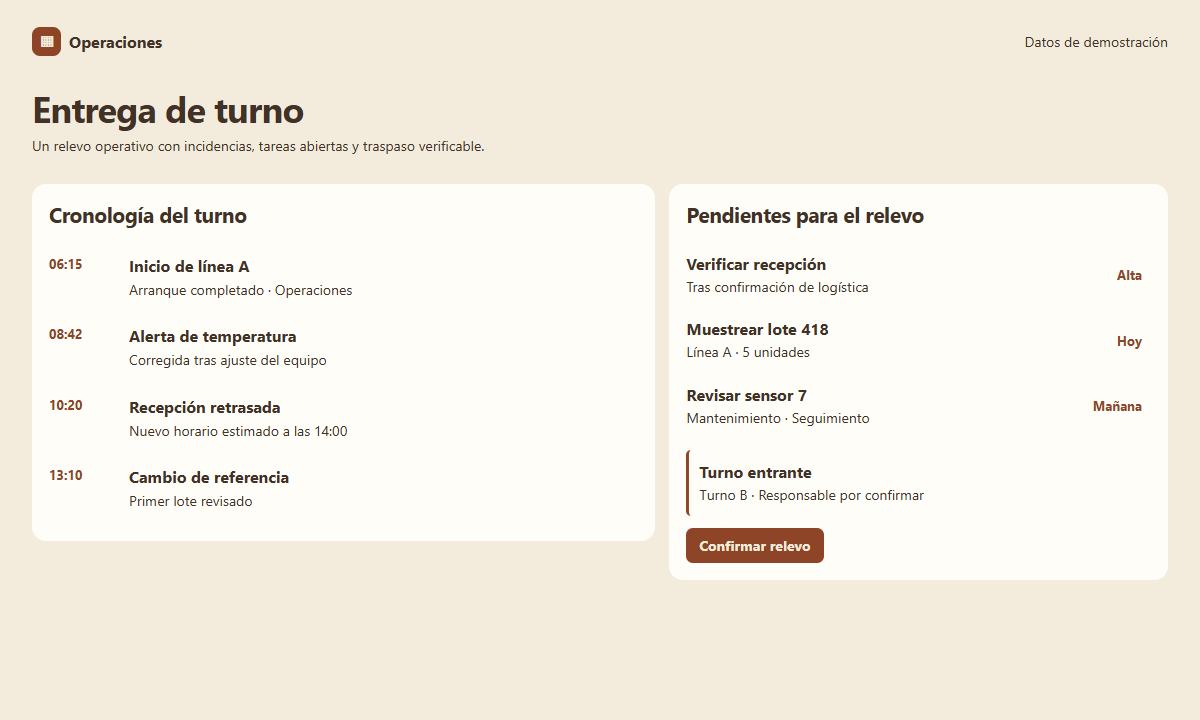 Operaciones
Datos de demostración
Entrega de turno
Un relevo operativo con incidencias, tareas abiertas y traspaso verificable.
Cronología del turno
06:15
Inicio de línea A
Arranque completado · Operaciones
08:42
Alerta de temperatura
Corregida tras ajuste del equipo
10:20
Recepción retrasada
Nuevo horario estimado a las 14:00
13:10
Cambio de referencia
Primer lote revisado
Pendientes para el relevo
Verificar recepción
Tras confirmación de logística
Alta
Muestrear lote 418
Línea A · 5 unidades
Hoy
Revisar sensor 7
Mantenimiento · Seguimiento
Mañana
Turno entrante
Turno B · Responsable por confirmar
Confirmar relevo